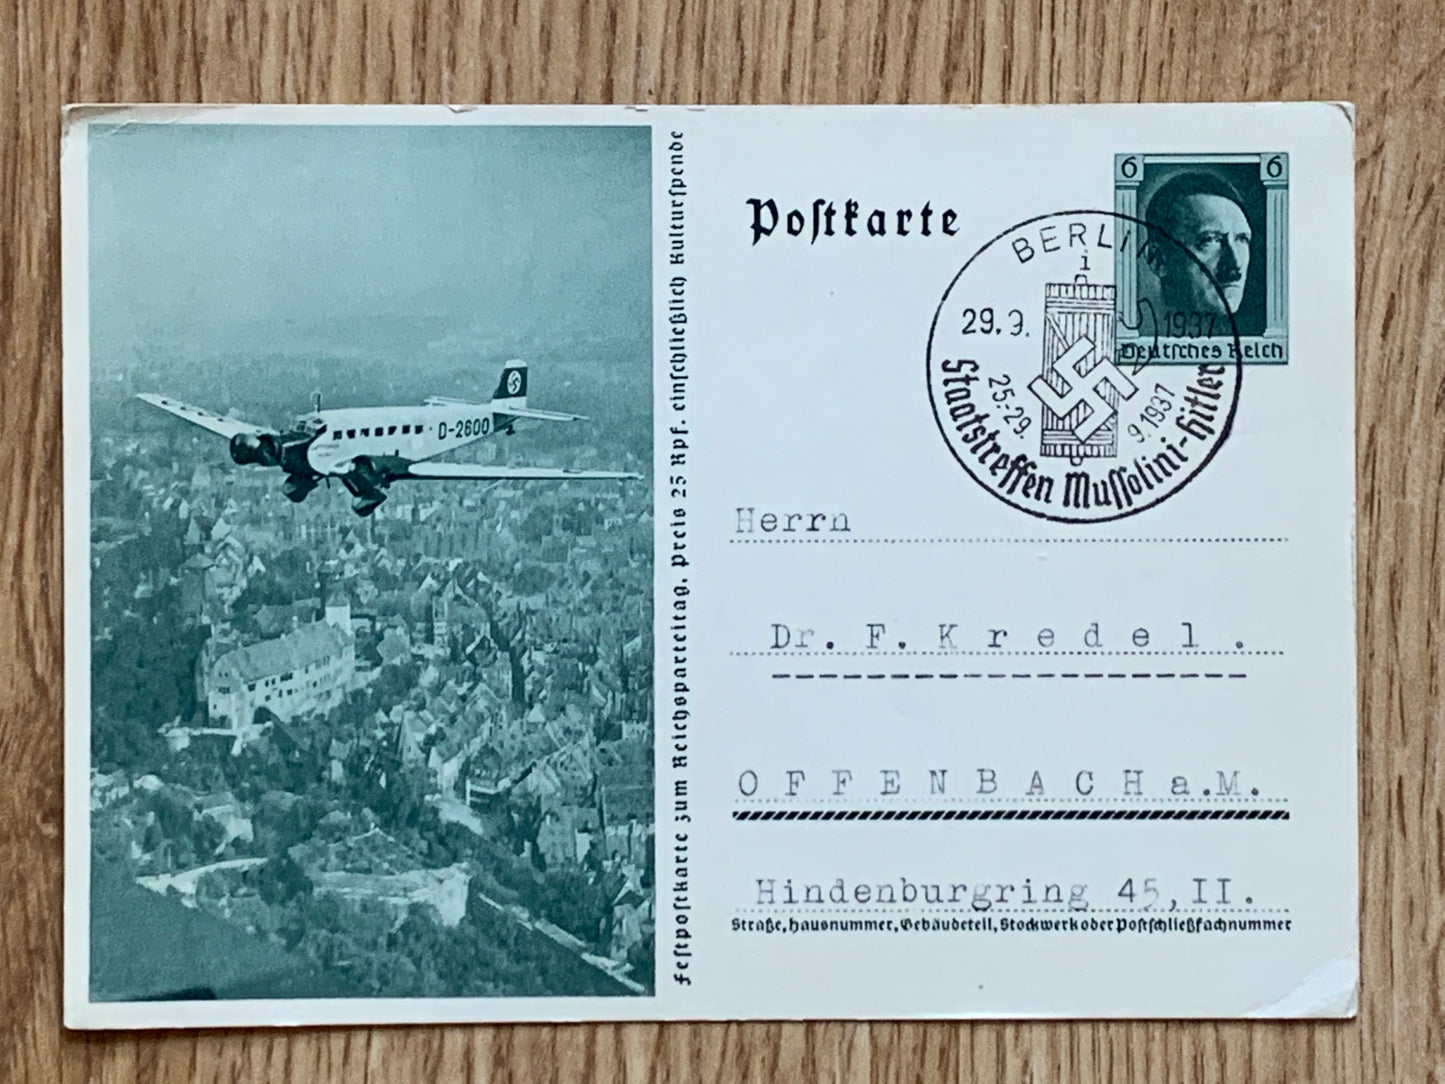 D-2600
Festpostkarte zum Reichsparteitag. Preis 25 Rpf. einschließlich Kulturspende
Postkarte
6 6
Deutsches Reich
BERLIN
i
29.9. 1937
25.-29. 9.1937
Staatstreffen Mussolini-Hitler
Herrn
Dr. F. Kredel.
OFFENBACH a.M.
Hindenburgring 45, II.
Straße, Hausnummer, Gebäudeteil, Stockwerk oder Postschließfachnummer